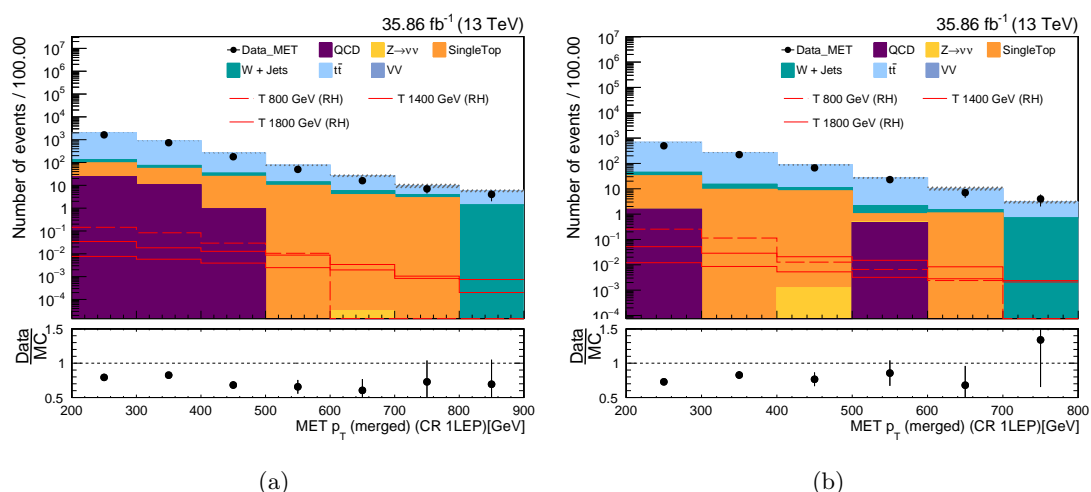 35.86 fb⁻¹ (13 TeV)
Number of events / 100.00
10⁷
10⁶
10⁵
10⁴
10³
10²
10
1
10⁻¹
10⁻²
10⁻³
10⁻⁴
Data_MET QCD Z→νν SingleTop
W + Jets tt̄ VV
T 800 GeV (RH) T 1400 GeV (RH)
T 1800 GeV (RH)
Data
MC
1.5
1
0.5
200 300 400 500 600 700 800 900
MET p_T (merged) (CR 1LEP)[GeV]
(a)
35.86 fb⁻¹ (13 TeV)
Number of events / 100.00
10⁷
10⁶
10⁵
10⁴
10³
10²
10
1
10⁻¹
10⁻²
10⁻³
10⁻⁴
Data_MET QCD Z→νν SingleTop
W + Jets tt̄ VV
T 800 GeV (RH) T 1400 GeV (RH)
T 1800 GeV (RH)
Data
MC
1.5
1
0.5
200 300 400 500 600 700 800
MET p_T (merged) (CR 1LEP)[GeV]
(b)